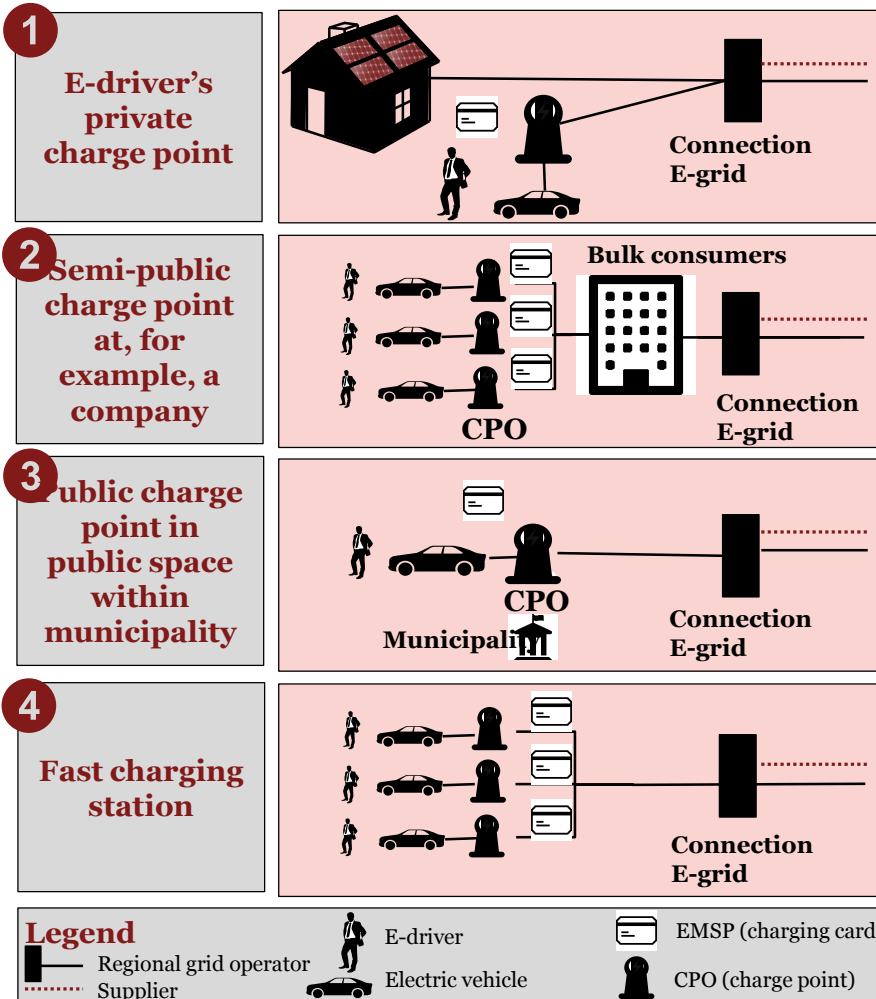 1
E-driver's
private
charge point
Connection
E-grid
2
Semi-public
charge point
at, for
example, a
company
Bulk consumers
CPO
Connection
E-grid
3
Public charge
point in
public space
within
municipality
CPO
Municipality
Connection
E-grid
4
Fast charging
station
Connection
E-grid
Legend
Regional grid operator
Supplier
E-driver
Electric vehicle
EMSP (charging card
CPO (charge point)